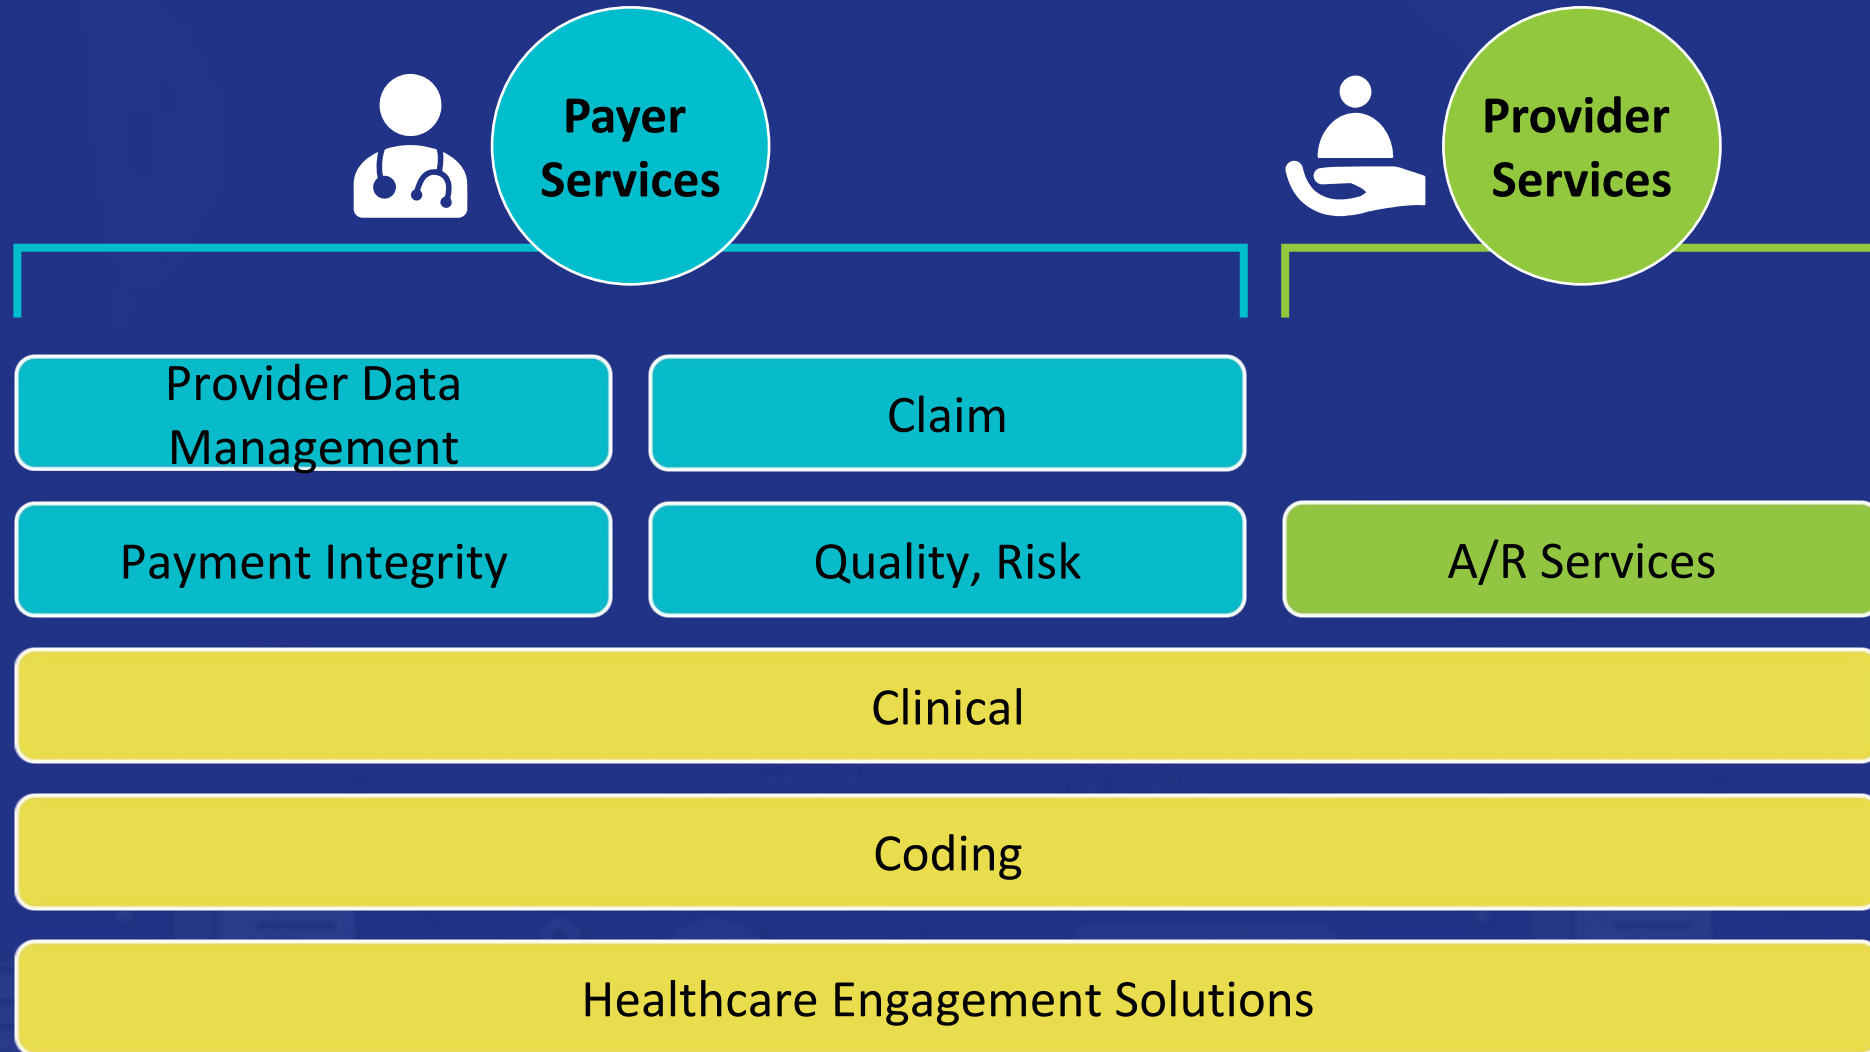 Payer
Services
Provider
Services
Provider Data
Management
Claim
Payment Integrity
Quality, Risk
A/R Services
Clinical
Coding
Healthcare Engagement Solutions